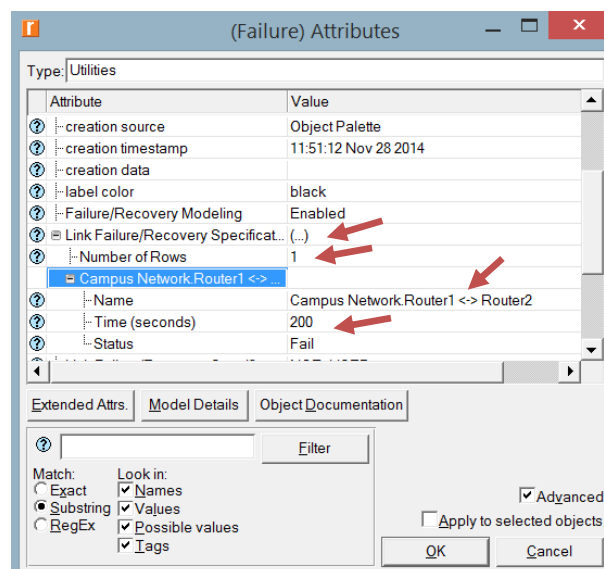 (Failure) Attributes
Type: Utilities
Attribute Value
creation source Object Palette
creation timestamp 11:51:12 Nov 28 2014
creation data
label color black
Failure/Recovery Modeling Enabled
Link Failure/Recovery Specificat... (...)
Number of Rows 1
Campus Network.Router1 <-> ...
Name Campus Network.Router1 <-> Router2
Time (seconds) 200
Status Fail
Extended Attrs. Model Details Object Documentation
Filter
Match: Look in:
Exact Names
Substring Values
RegEx Possible values
Tags
Advanced
Apply to selected objects
OK Cancel